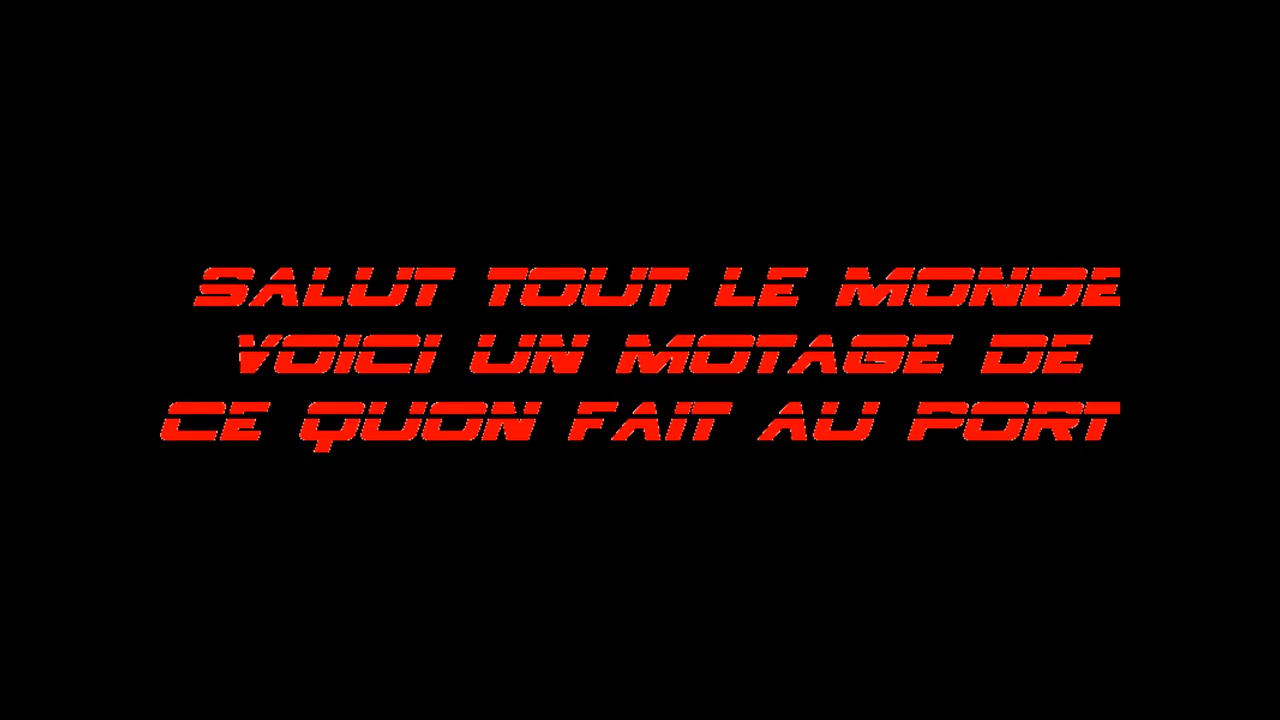 SALUT TOUT LE MONDE
VOICI UN MOTAGE DE
CE QUON FAIT AU PORT